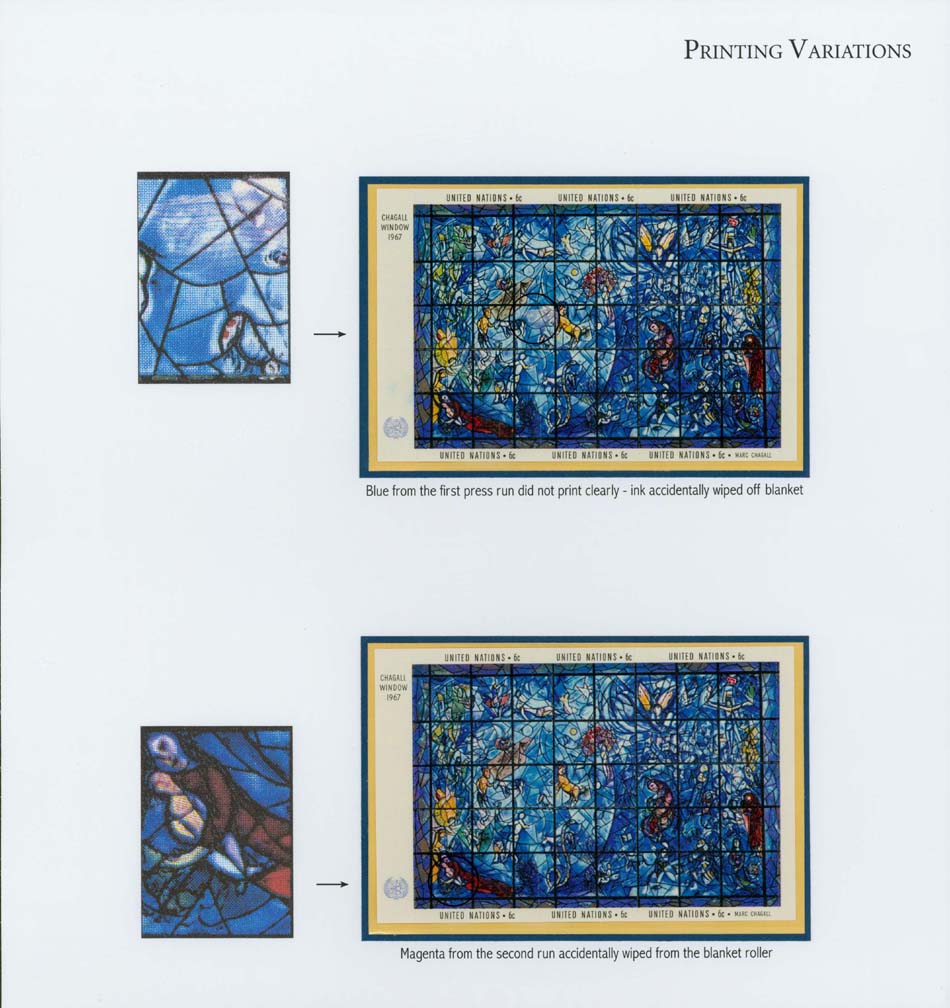 PRINTING VARIATIONS
UNITED NATIONS • 6c UNITED NATIONS • 6c UNITED NATIONS • 6c
CHAGALL
WINDOW
1967
UNITED NATIONS • 6c UNITED NATIONS • 6c UNITED NATIONS • 6c • MARC CHAGALL
Blue from the first press run did not print clearly - ink accidentally wiped off blanket
UNITED NATIONS • 6c UNITED NATIONS • 6c UNITED NATIONS • 6c
CHAGALL
WINDOW
1967
UNITED NATIONS • 6c UNITED NATIONS • 6c UNITED NATIONS • 6c • MARC CHAGALL
Magenta from the second run accidentally wiped from the blanket roller